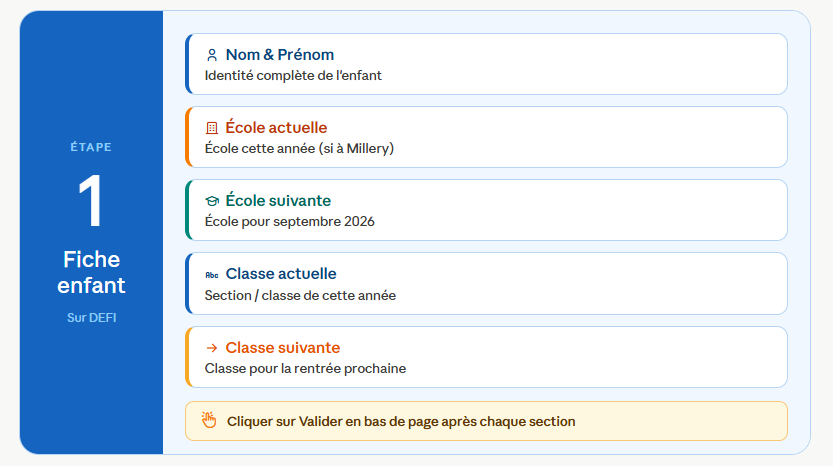 ÉTAPE
1
Fiche
enfant
Sur DEFI
Nom & Prénom
Identité complète de l'enfant
École actuelle
École cette année (si à Millery)
École suivante
École pour septembre 2026
Abc Classe actuelle
Section / classe de cette année
Classe suivante
Classe pour la rentrée prochaine
Cliquer sur Valider en bas de page après chaque section